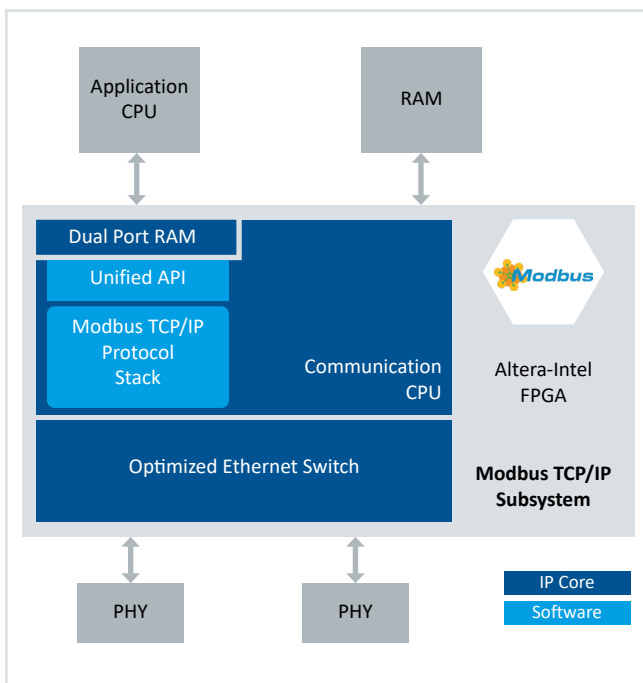 Application
CPU
RAM
Dual Port RAM
Unified API
Modbus TCP/IP
Protocol
Stack
Communication
CPU
Modbus
Altera-Intel
FPGA
Optimized Ethernet Switch
Modbus TCP/IP
Subsystem
PHY
PHY
IP Core
Software